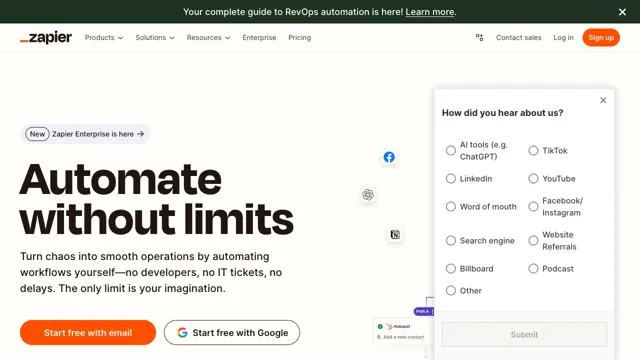 Your complete guide to RevOps automation is here! Learn more.
zapier Products Solutions Resources Enterprise Pricing Contact sales Log in Sign up
New Zapier Enterprise is here →
Automate
without limits
Turn chaos into smooth operations by automating
workflows yourself—no developers, no IT tickets, no
delays. The only limit is your imagination.
Start free with email
Start free with Google
Path A
Hubspot
1. Add a new contact
How did you hear about us?
AI tools (e.g.
ChatGPT)
TikTok
LinkedIn
YouTube
Word of mouth
Facebook/
Instagram
Search engine
Website
Referrals
Billboard
Podcast
Other
Submit